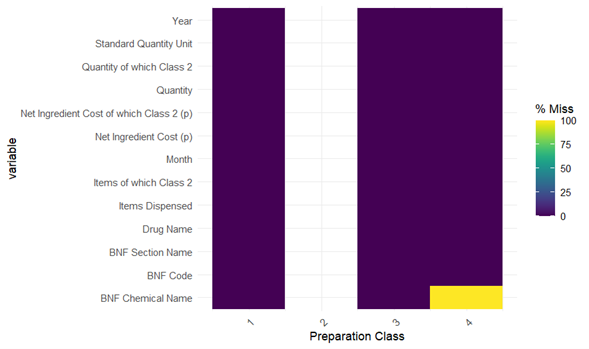 Year
Standard Quantity Unit
Quantity of which Class 2
Quantity
Net Ingredient Cost of which Class 2 (p)
Net Ingredient Cost (p)
Month
Items of which Class 2
Items Dispensed
Drug Name
BNF Section Name
BNF Code
BNF Chemical Name
variable
1
2
3
4
Preparation Class
% Miss
100
75
50
25
0